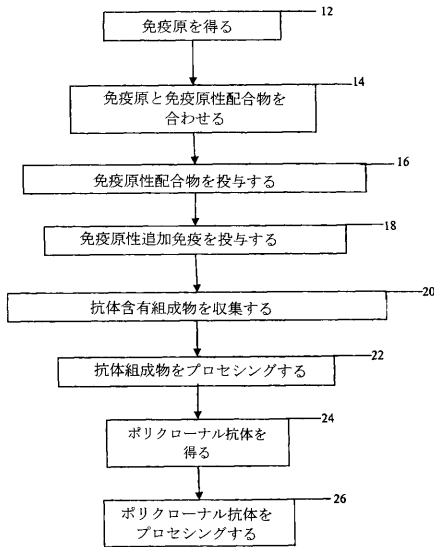 12
免疫原を得る
14
免疫原と免疫原性配合物を
合わせる
16
免疫原性配合物を投与する
18
免疫原性追加免疫を投与する
20
抗体含有組成物を収集する
22
抗体組成物をプロセシングする
24
ポリクローナル抗体を
得る
26
ポリクローナル抗体を
プロセシングする